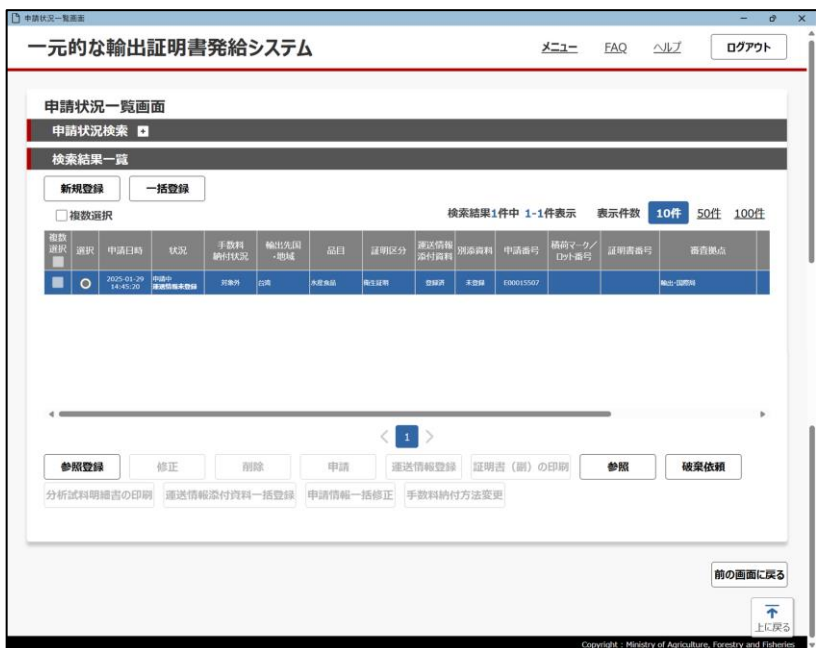 申請状況一覧画面
一元的な輸出証明書発給システム
メニュー FAQ ヘルプ ログアウト
申請状況一覧画面
申請状況検索
検索結果一覧
新規登録 一括登録
複数選択
検索結果1件中 1-1件表示 表示件数 10件 50件 100件
複数選択 選択 申請日時 状況 手数料納付状況 輸出先国・地域 品目 証明区分 運送情報添付資料 別添資料 申請番号 積荷マーク/ロット番号 証明書番号 審査拠点
2025-01-29 14:45:20 申請中 運送情報未登録 対象外 台湾 水産食品 衛生証明 登録済 未登録 E00015507 輸出・国際局
< 1 >
参照登録 修正 削除 申請 運送情報登録 証明書(副)の印刷 参照 破棄依頼
分析試料明細書の印刷 運送情報添付資料一括登録 申請情報一括修正 手数料納付方法変更
前の画面に戻る
上に戻る
Copyright : Ministry of Agriculture, Forestry and Fisheries